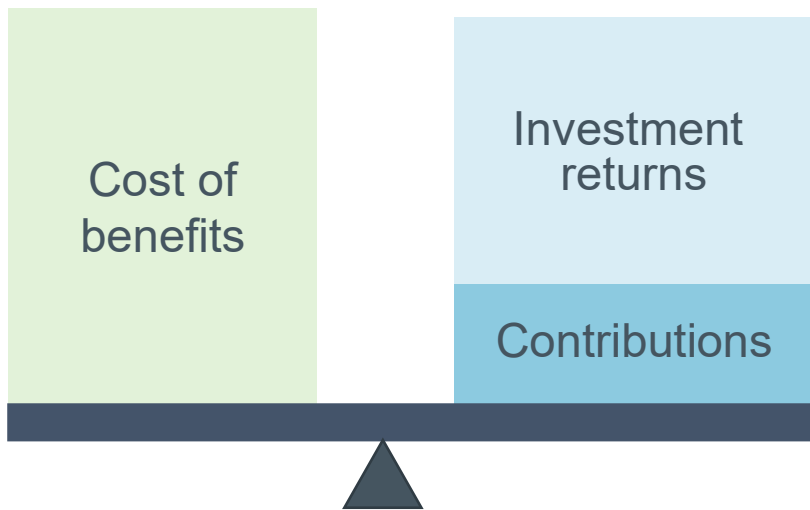 Cost of
benefits
Investment
returns
Contributions